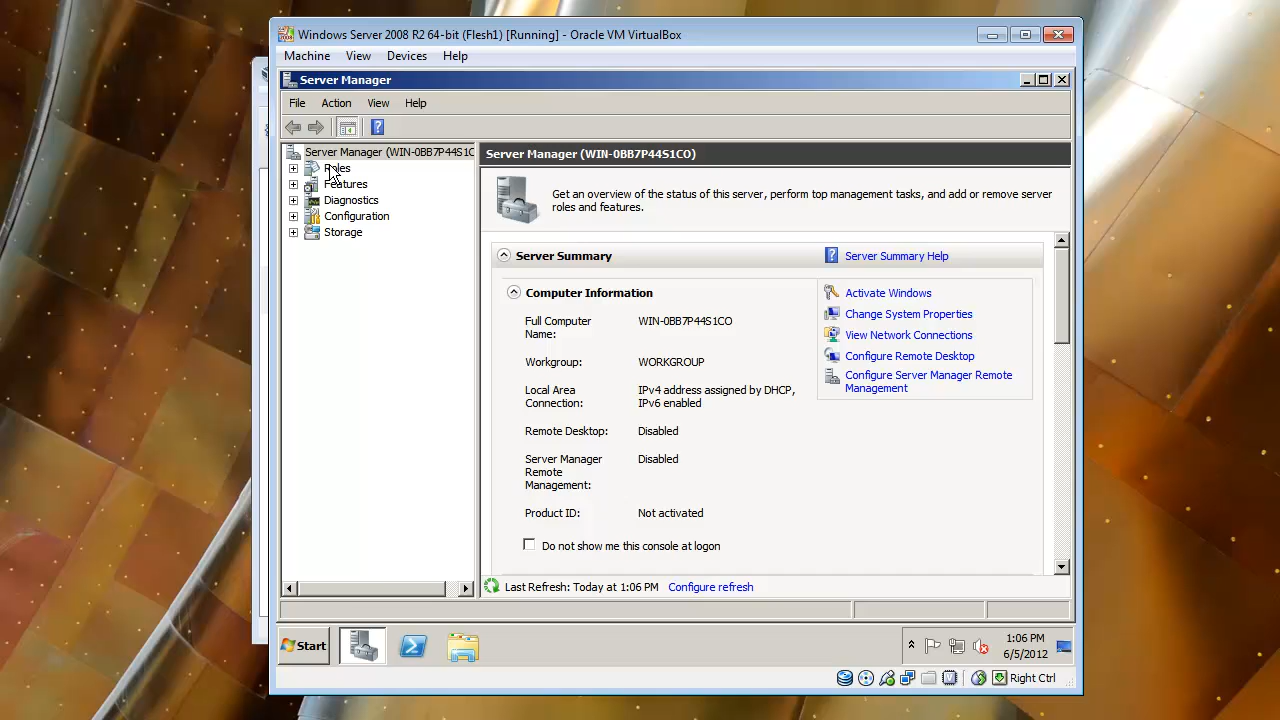 Windows Server 2008 R2 64-bit (Flesh1) [Running] - Oracle VM VirtualBox
Machine View Devices Help
Server Manager
File Action View Help
Server Manager (WIN-0BB7P44S1C
Roles
Features
Diagnostics
Configuration
Storage
Server Manager (WIN-0BB7P44S1CO)
Get an overview of the status of this server, perform top management tasks, and add or remove server
roles and features.
Server Summary
Server Summary Help
Computer Information
Full Computer
Name:
WIN-0BB7P44S1CO
Workgroup:
WORKGROUP
Local Area
Connection:
IPv4 address assigned by DHCP,
IPv6 enabled
Remote Desktop:
Disabled
Server Manager
Remote
Management:
Disabled
Product ID:
Not activated
Do not show me this console at logon
Activate Windows
Change System Properties
View Network Connections
Configure Remote Desktop
Configure Server Manager Remote
Management
Last Refresh: Today at 1:06 PM Configure refresh
Start
1:06 PM
6/5/2012
Right Ctrl